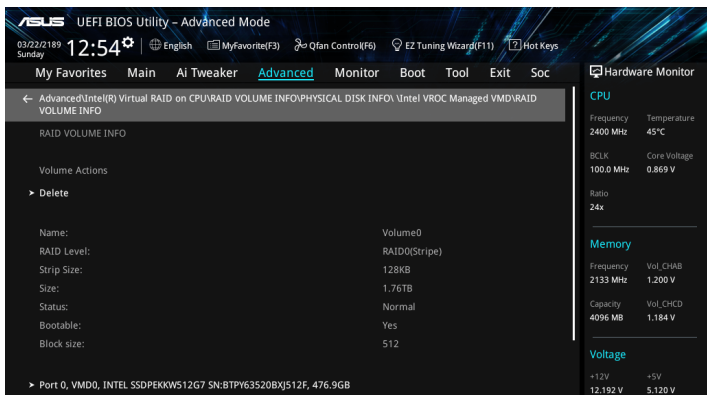 ASUS UEFI BIOS Utility – Advanced Mode
03/22/2189 Sunday 12:54 English MyFavorite(F3) Qfan Control(F6) EZ Tuning Wizard(F11) ? Hot Keys
My Favorites Main Ai Tweaker Advanced Monitor Boot Tool Exit Soc
Hardware Monitor
← Advanced\Intel(R) Virtual RAID on CPU\RAID VOLUME INFO\PHYSICAL DISK INFO\ \Intel VROC Managed VMD\RAID
VOLUME INFO
RAID VOLUME INFO
Volume Actions
> Delete
Name: Volume0
RAID Level: RAID0(Stripe)
Strip Size: 128KB
Size: 1.76TB
Status: Normal
Bootable: Yes
Block size: 512
> Port 0, VMD0, INTEL SSDPEKKW512G7 SN:BTPY63520BXJ512F, 476.9GB
CPU
Frequency Temperature
2400 MHz 45°C
BCLK Core Voltage
100.0 MHz 0.869 V
Ratio
24x
Memory
Frequency Vol_CHAB
2133 MHz 1.200 V
Capacity Vol_CHCD
4096 MB 1.184 V
Voltage
+12V +5V
12.192 V 5.120 V